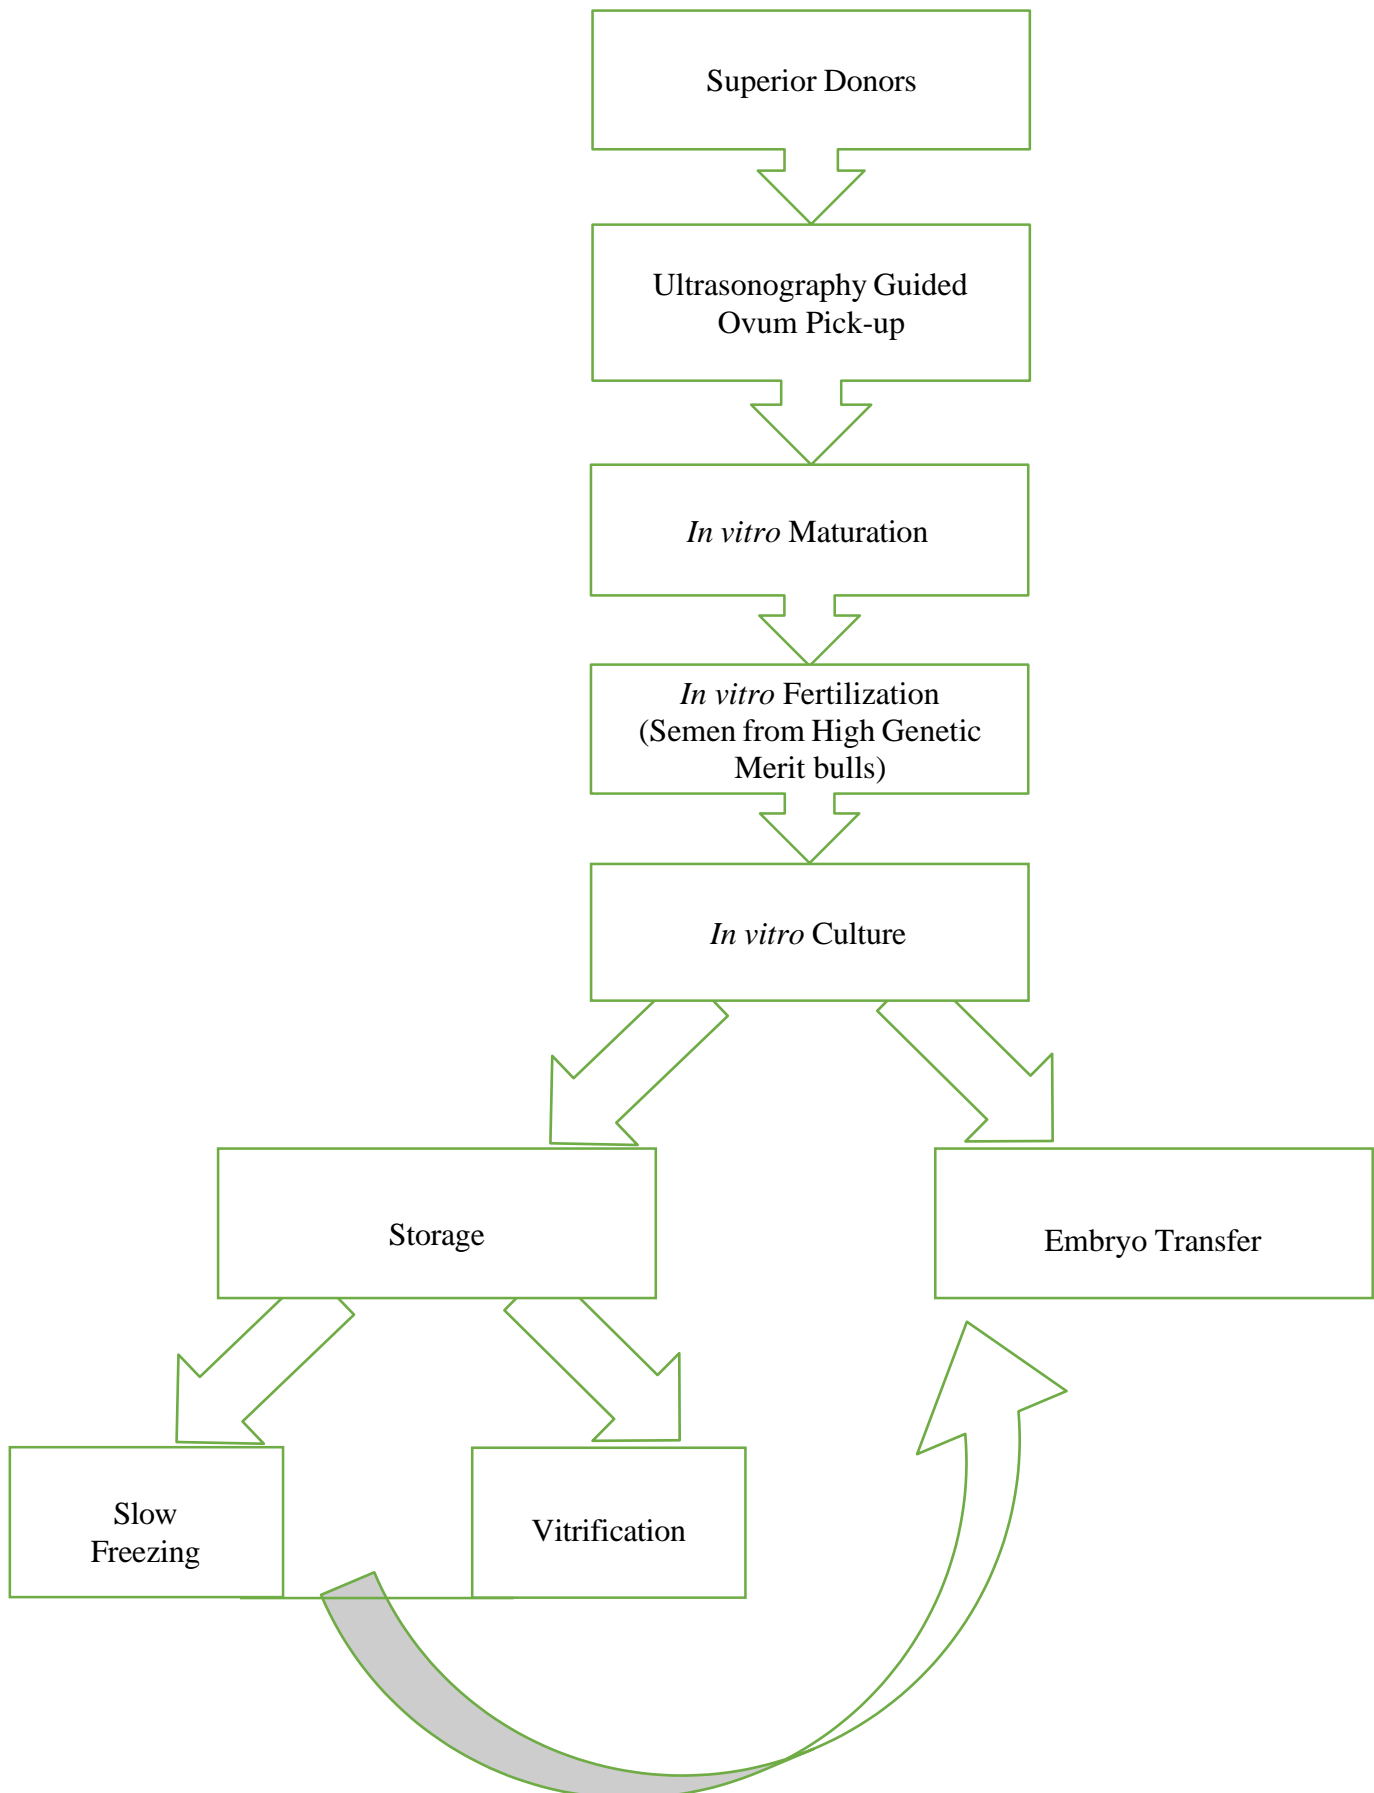 Superior Donors
Ultrasonography Guided
Ovum Pick-up
In vitro Maturation
In vitro Fertilization
(Semen from High Genetic
Merit bulls)
In vitro Culture
Storage
Embryo Transfer
Slow
Freezing
Vitrification